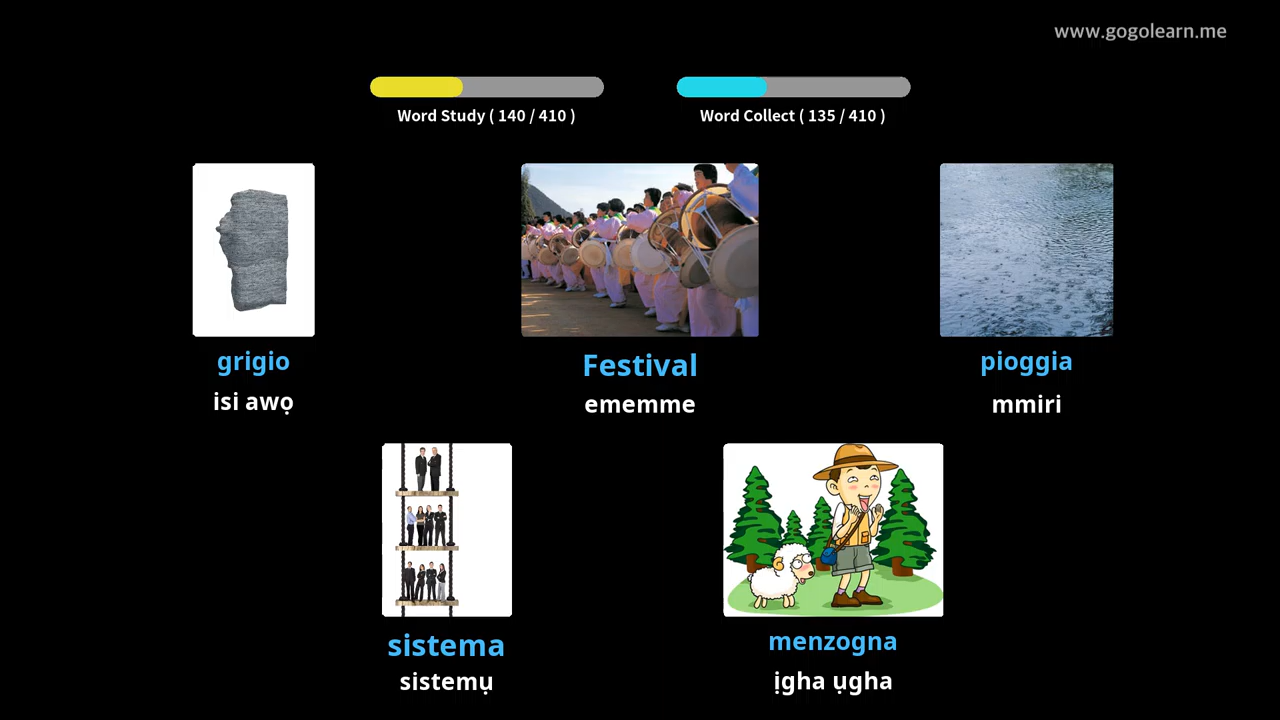 www.gogolearn.me
Word Study ( 140 / 410 )
Word Collect ( 135 / 410 )
grigio
isi awọ
Festival
ememme
pioggia
mmiri
sistema
sistemụ
menzogna
ịgha ụgha